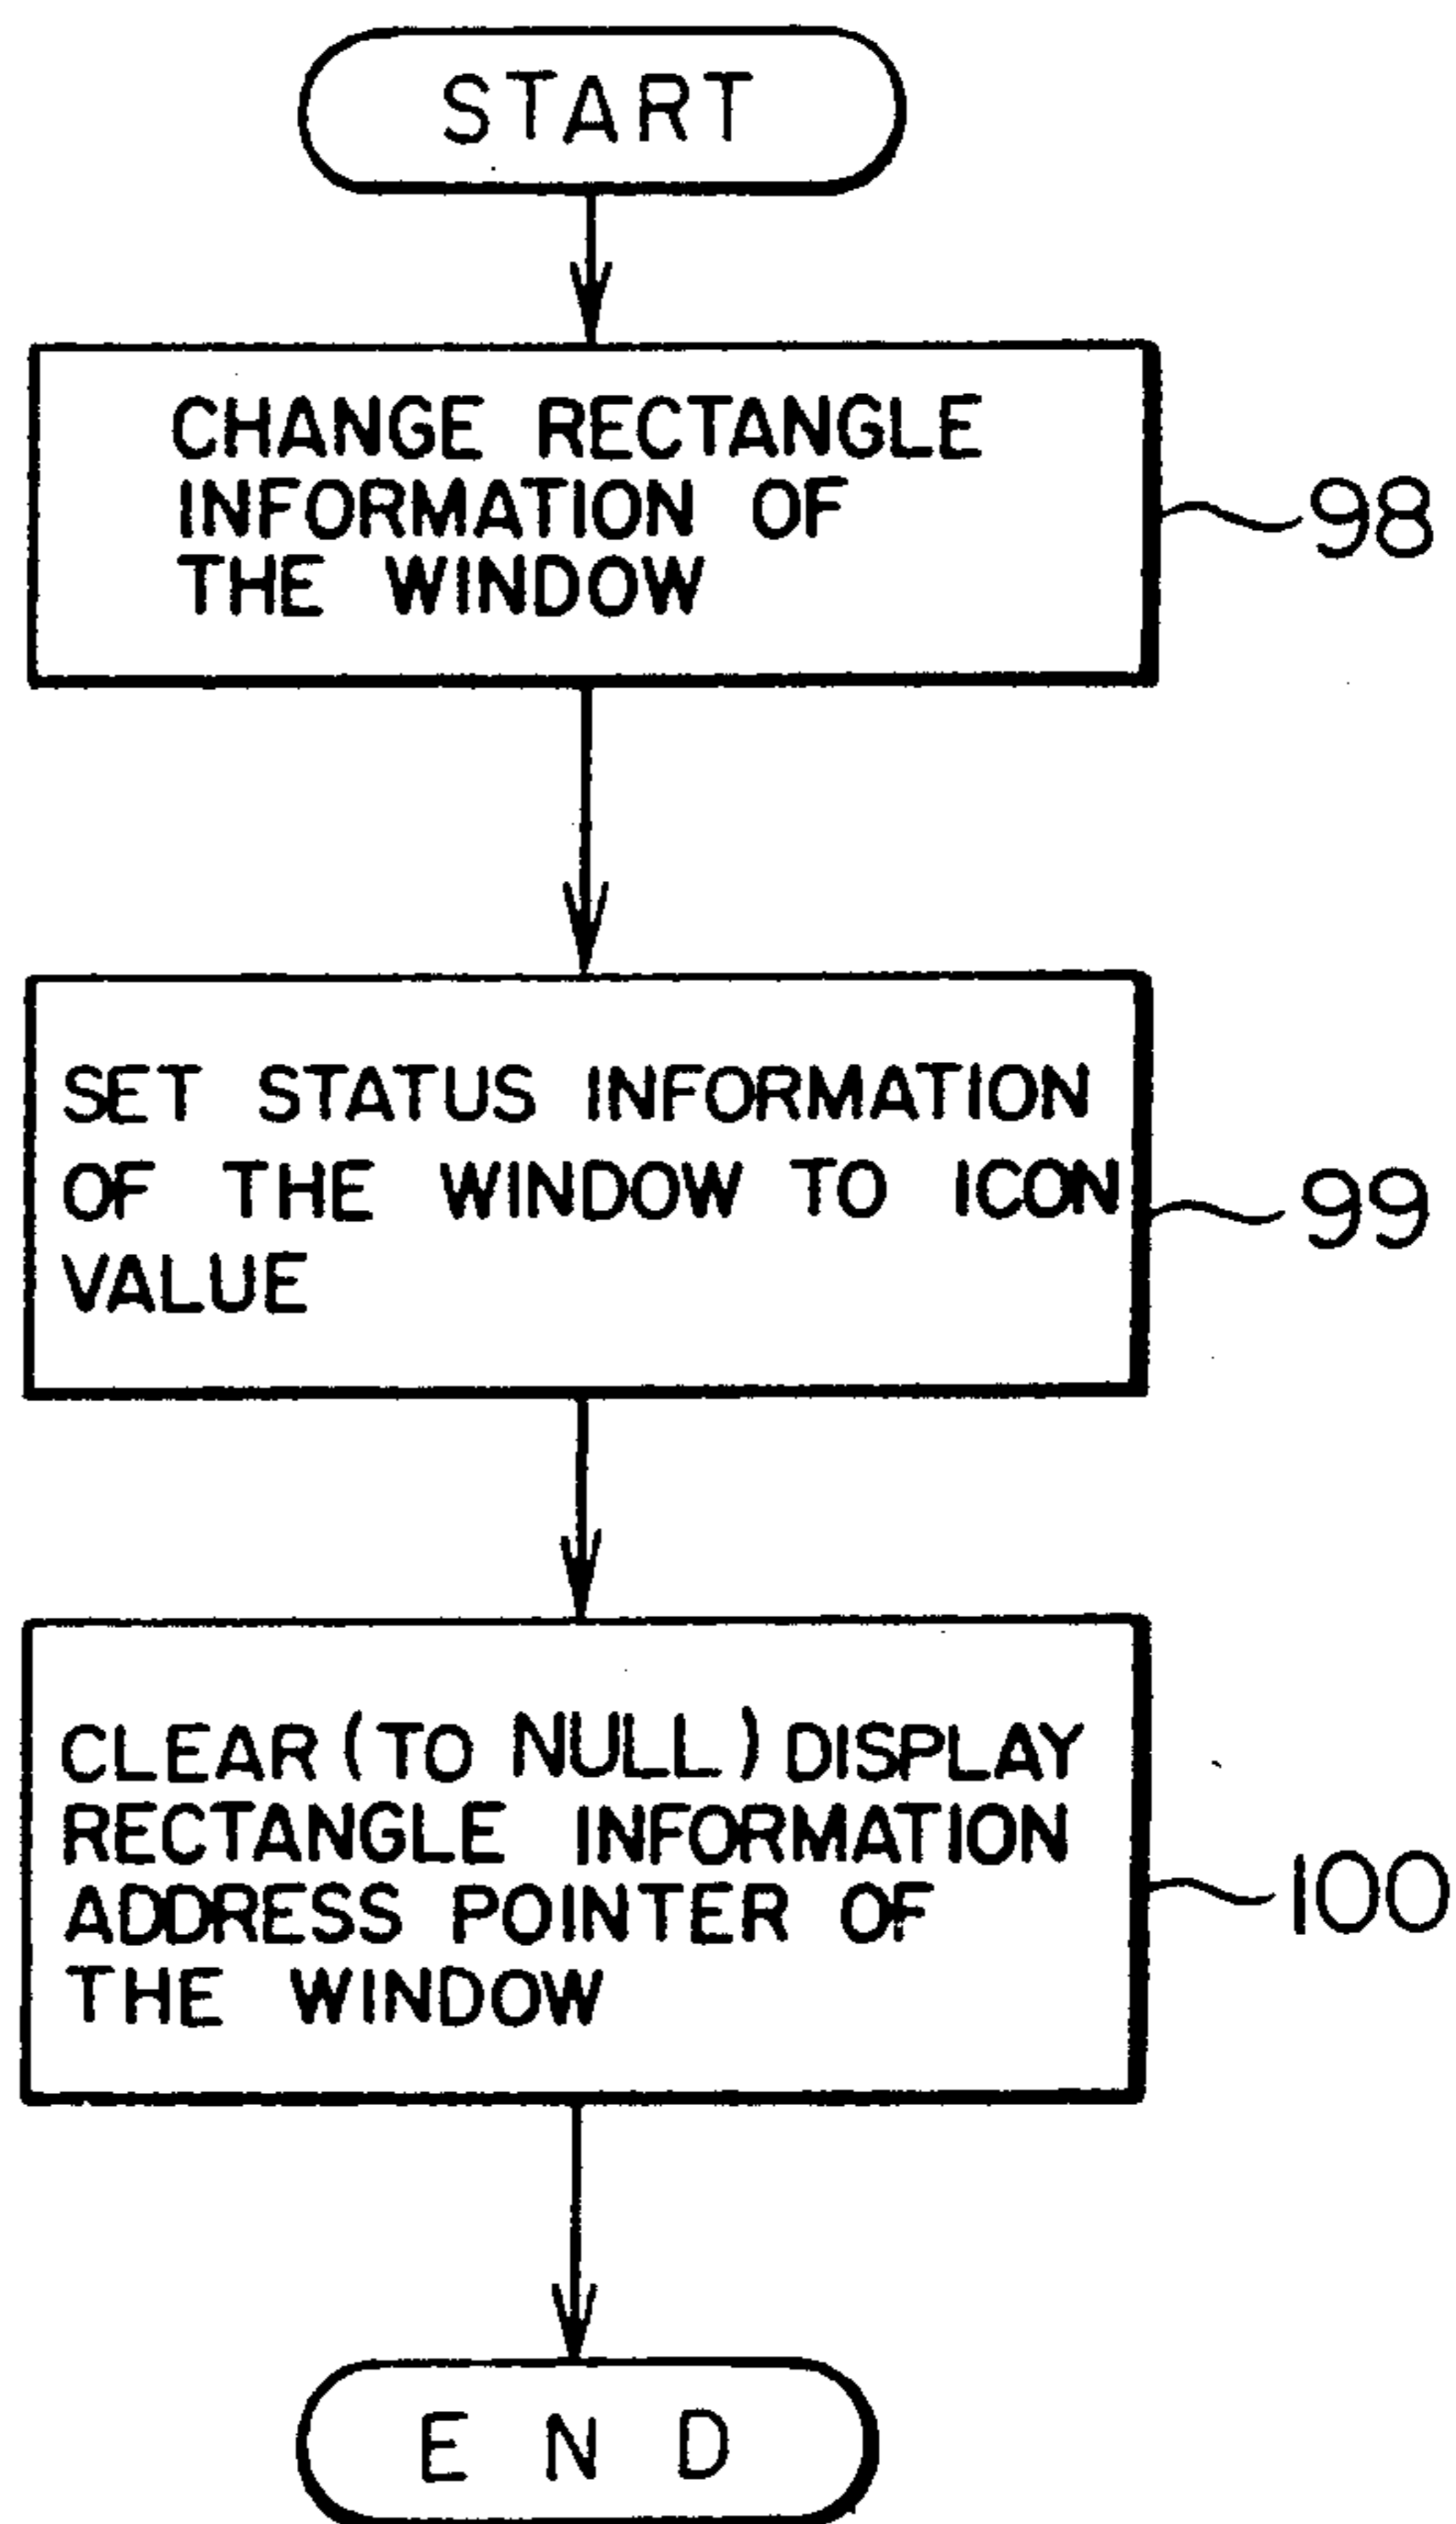 START
CHANGE RECTANGLE
INFORMATION OF
THE WINDOW
98
SET STATUS INFORMATION
OF THE WINDOW TO ICON
VALUE
99
CLEAR (TO NULL) DISPLAY
RECTANGLE INFORMATION
ADDRESS POINTER OF
THE WINDOW
100
END